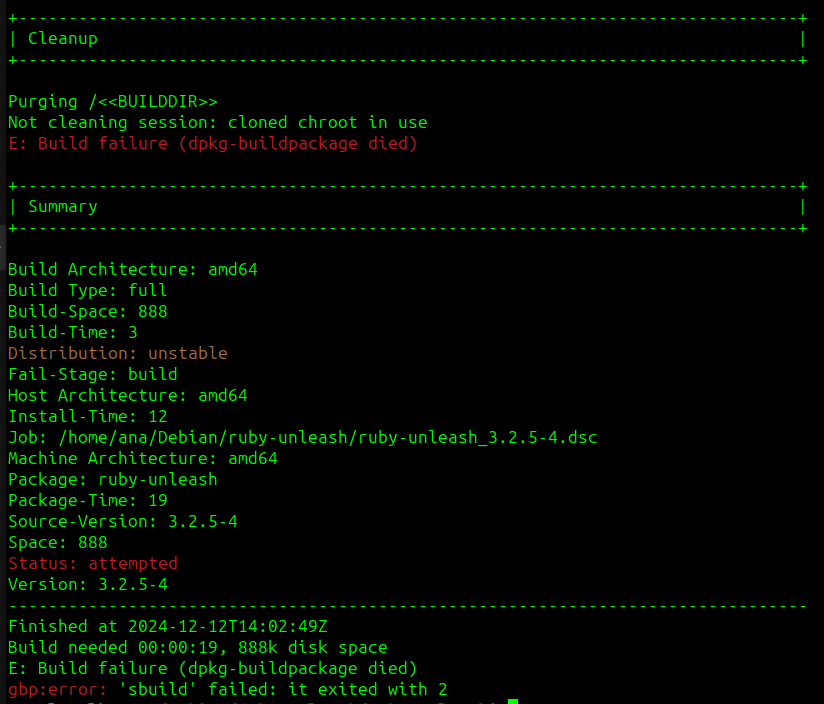 +------------------------------------------------------------------------------+
| Cleanup                                                                      |
+------------------------------------------------------------------------------+
Purging /<<BUILDDIR>>
Not cleaning session: cloned chroot in use
E: Build failure (dpkg-buildpackage died)
+------------------------------------------------------------------------------+
| Summary                                                                      |
+------------------------------------------------------------------------------+
Build Architecture: amd64
Build Type: full
Build-Space: 888
Build-Time: 3
Distribution: unstable
Fail-Stage: build
Host Architecture: amd64
Install-Time: 12
Job: /home/ana/Debian/ruby-unleash/ruby-unleash_3.2.5-4.dsc
Machine Architecture: amd64
Package: ruby-unleash
Package-Time: 19
Source-Version: 3.2.5-4
Space: 888
Status: attempted
Version: 3.2.5-4
--------------------------------------------------------------------------------
Finished at 2024-12-12T14:02:49Z
Build needed 00:00:19, 888k disk space
E: Build failure (dpkg-buildpackage died)
gbp:error: 'sbuild' failed: it exited with 2